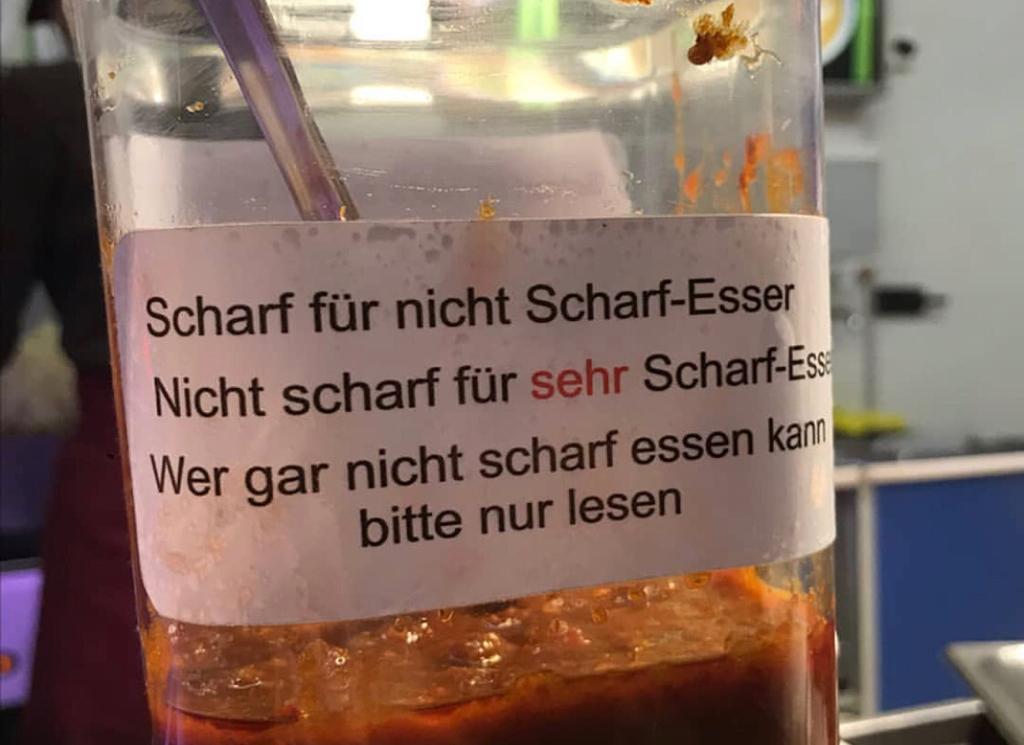 Scharf für nicht Scharf-Esser
Nicht scharf für sehr Scharf-Esse
Wer gar nicht scharf essen kann
bitte nur lesen